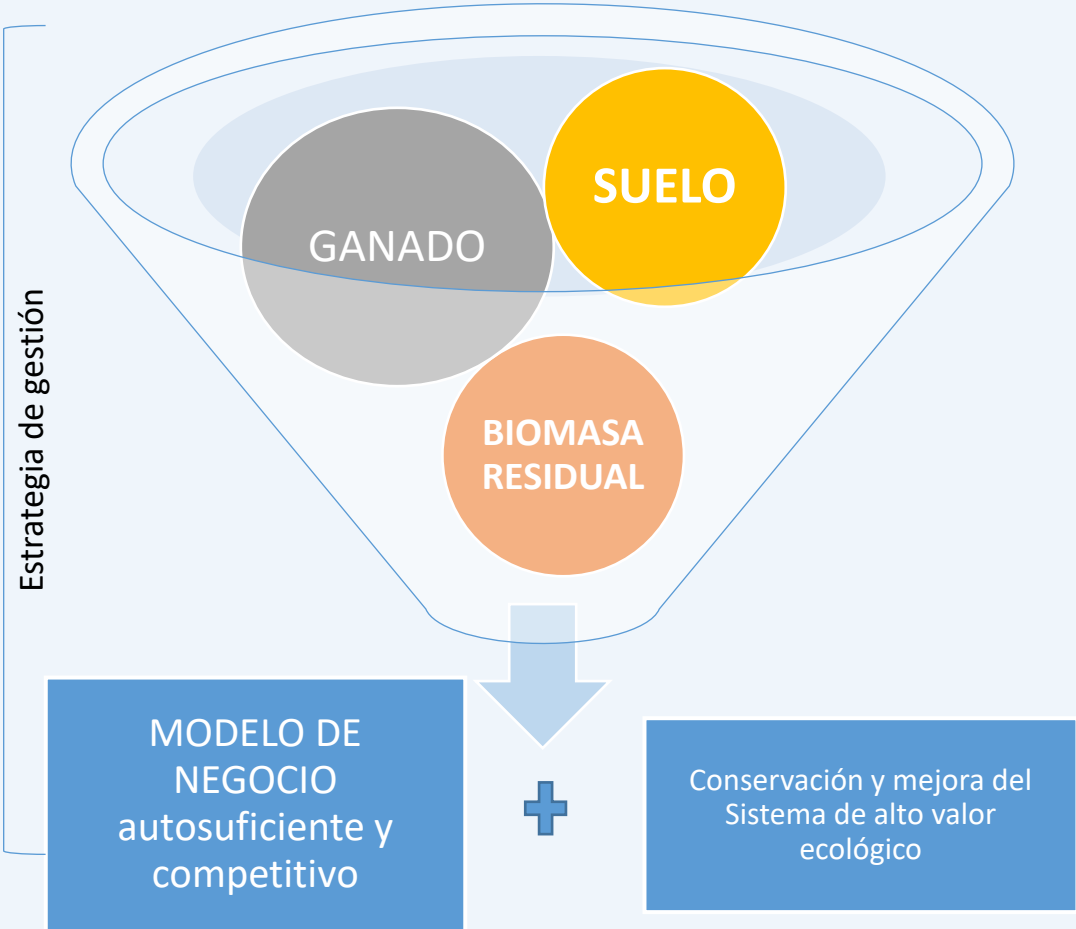 SUELO
GANADO
BIOMASA
RESIDUAL
Estrategia de gestión
MODELO DE
NEGOCIO
autosuficiente y
competitivo
Conservación y mejora del
Sistema de alto valor
ecológico